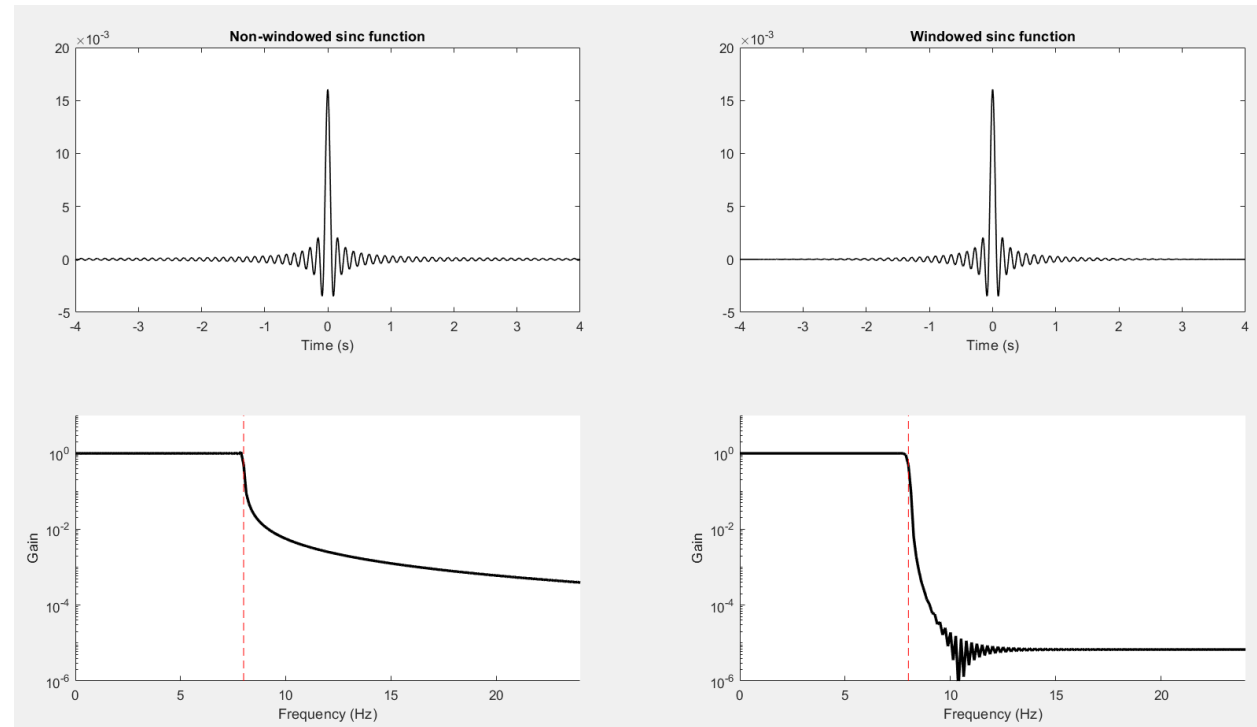 Non-windowed sinc function
×10-3
20
15
10
5
0
-5
-4 -3 -2 -1 0 1 2 3 4
Time (s)
Windowed sinc function
×10-3
20
15
10
5
0
-5
-4 -3 -2 -1 0 1 2 3 4
Time (s)
Gain
100
10-2
10-4
10-6
0 5 10 15 20
Frequency (Hz)
Gain
100
10-2
10-4
10-6
0 5 10 15 20
Frequency (Hz)